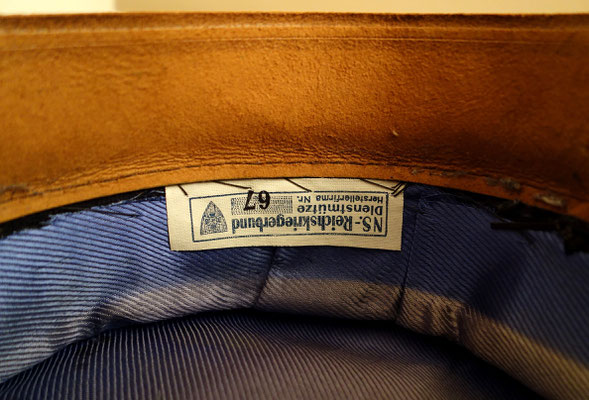 NS.-Reichskriegerbund
Dienstmütze
Herstellerfirma Nr.
67